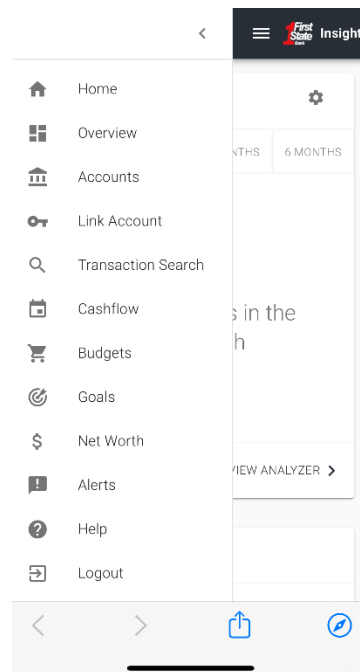 First
State
Bank
Insight
Home
Overview
Accounts
Link Account
Transaction Search
Cashflow
Budgets
Goals
Net Worth
Alerts
Help
Logout
NTHS
6 MONTHS
s in the
h
VIEW ANALYZER